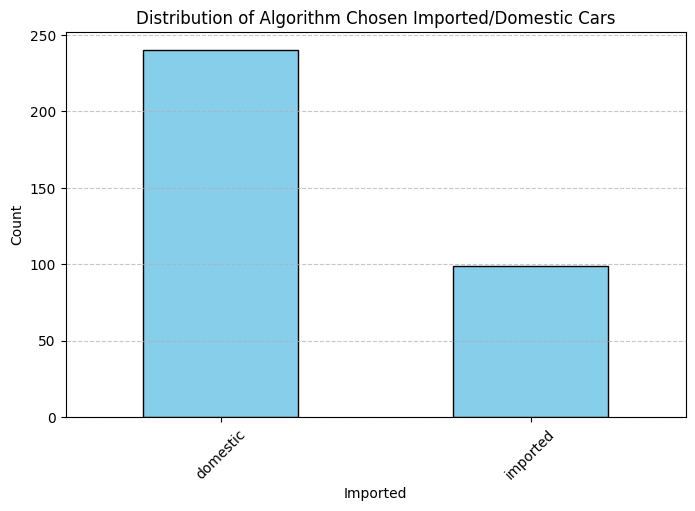 Distribution of Algorithm Chosen Imported/Domestic Cars
250
200
150
100
50
0
Count
domestic
imported
Imported